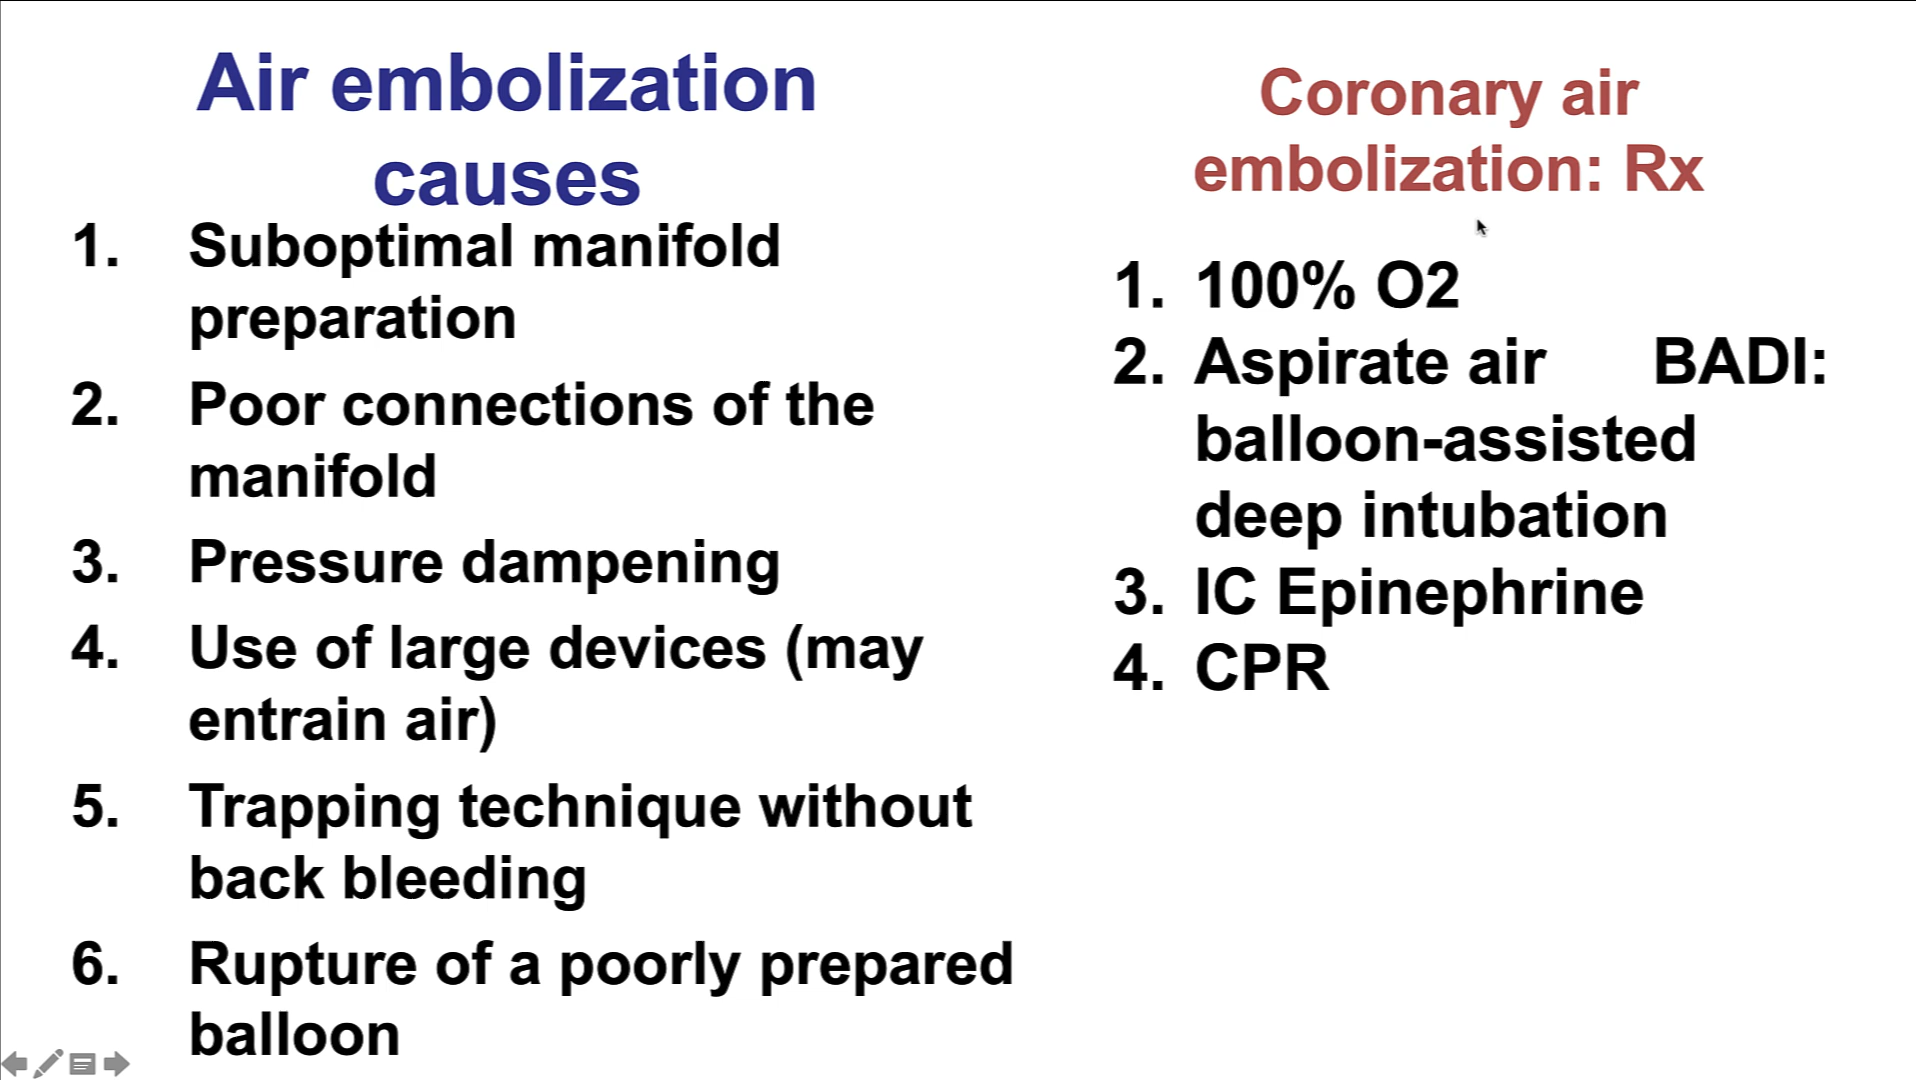 Air embolization
causes
1. Suboptimal manifold
preparation
2. Poor connections of the
manifold
3. Pressure dampening
4. Use of large devices (may
entrain air)
5. Trapping technique without
back bleeding
6. Rupture of a poorly prepared
balloon
Coronary air
embolization: Rx
1. 100% O2
2. Aspirate air BADI:
balloon-assisted
deep intubation
3. IC Epinephrine
4. CPR